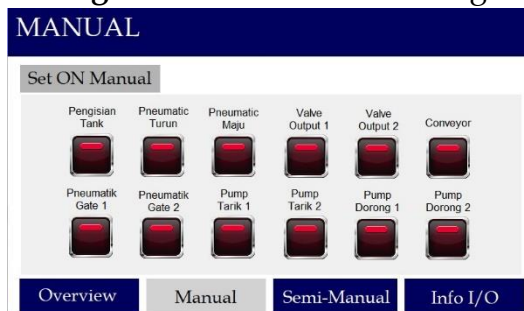 MANUAL
Set ON Manual
Pengisian
Tank
Pneumatic
Turun
Pneumatic
Maju
Valve
Output 1
Valve
Output 2
Conveyor
Pneumatik
Gate 1
Pneumatik
Gate 2
Pump
Tarik 1
Pump
Tarik 2
Pump
Dorong 1
Pump
Dorong 2
Overview
Manual
Semi-Manual
Info I/O